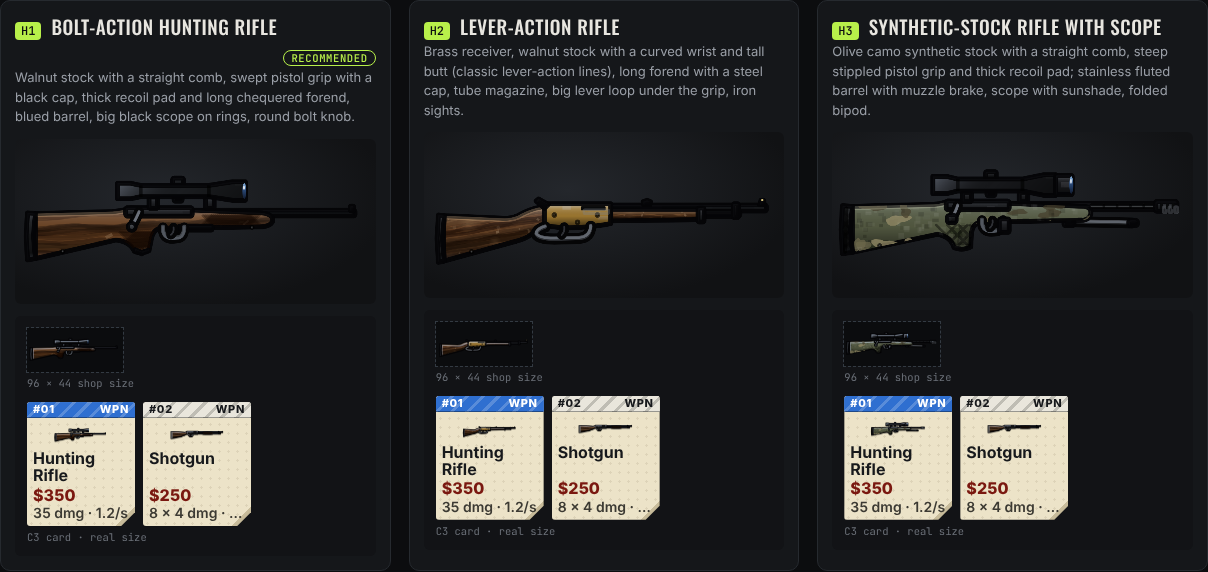 H1 BOLT-ACTION HUNTING RIFLE
RECOMMENDED
Walnut stock with a straight comb, swept pistol grip with a
black cap, thick recoil pad and long chequered forend,
blued barrel, big black scope on rings, round bolt knob.
96 × 44 shop size
#01 WPN
Hunting
Rifle
$350
35 dmg · 1.2/s
#02 WPN
Shotgun
$250
8 × 4 dmg · ...
C3 card · real size
H2 LEVER-ACTION RIFLE
Brass receiver, walnut stock with a curved wrist and tall
butt (classic lever-action lines), long forend with a steel
cap, tube magazine, big lever loop under the grip, iron
sights.
96 × 44 shop size
#01 WPN
Hunting
Rifle
$350
35 dmg · 1.2/s
#02 WPN
Shotgun
$250
8 × 4 dmg · ...
C3 card · real size
H3 SYNTHETIC-STOCK RIFLE WITH SCOPE
Olive camo synthetic stock with a straight comb, steep
stippled pistol grip and thick recoil pad; stainless fluted
barrel with muzzle brake, scope with sunshade, folded
bipod.
96 × 44 shop size
#01 WPN
Hunting
Rifle
$350
35 dmg · 1.2/s
#02 WPN
Shotgun
$250
8 × 4 dmg · ...
C3 card · real size